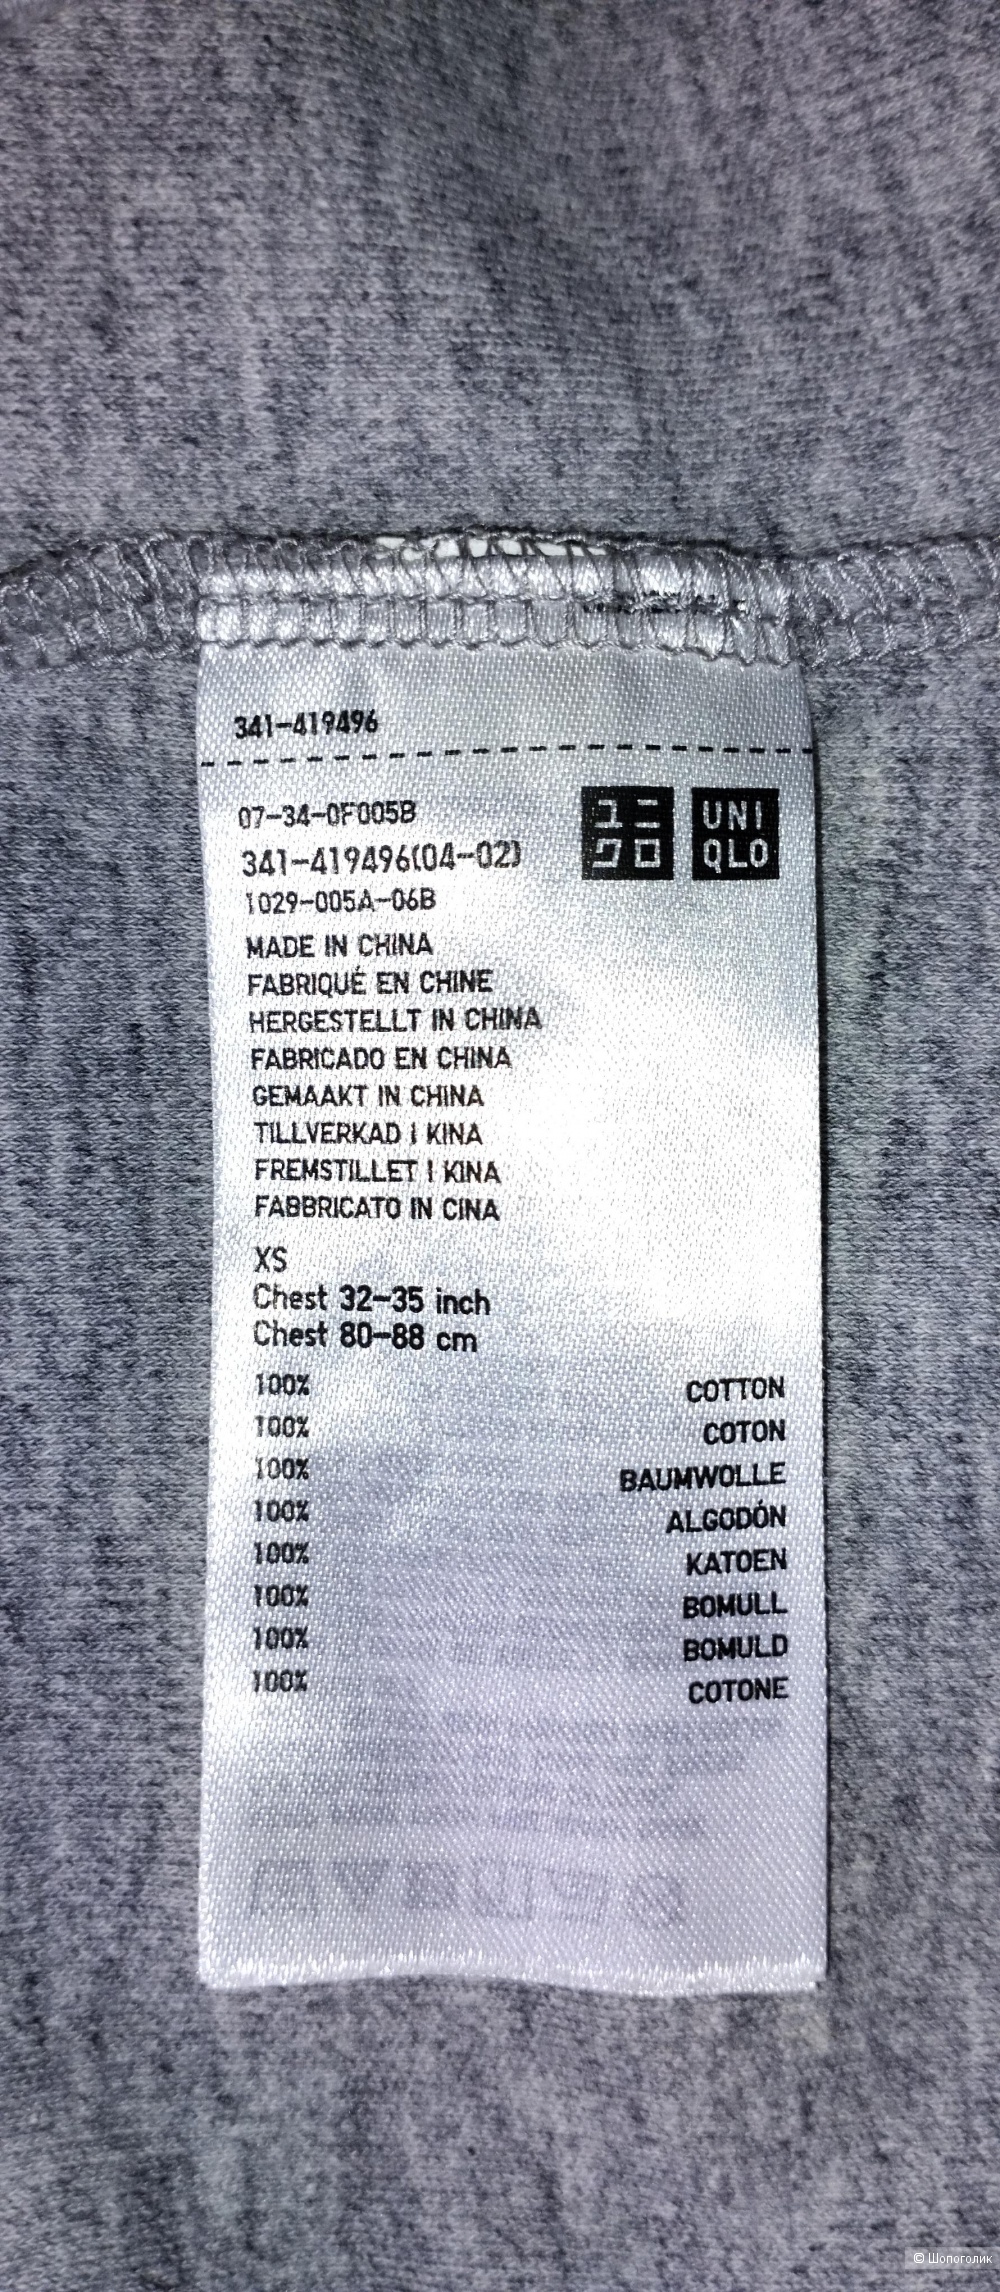 341-419496
07-34-0F005B
341-419496(04-02)
1029-005A-06B
ユニ
クロ
UNI
QLO
MADE IN CHINA
FABRIQUÉ EN CHINE
HERGESTELLT IN CHINA
FABRICADO EN CHINA
GEMAAKT IN CHINA
TILLVERKAD I KINA
FREMSTILLET I KINA
FABBRICATO IN CINA
XS
Chest 32-35 inch
Chest 80-88 cm
100% COTTON
100% COTON
100% BAUMWOLLE
100% ALGODÓN
100% KATOEN
100% BOMULL
100% BOMULD
100% COTONE
© Шопоголик